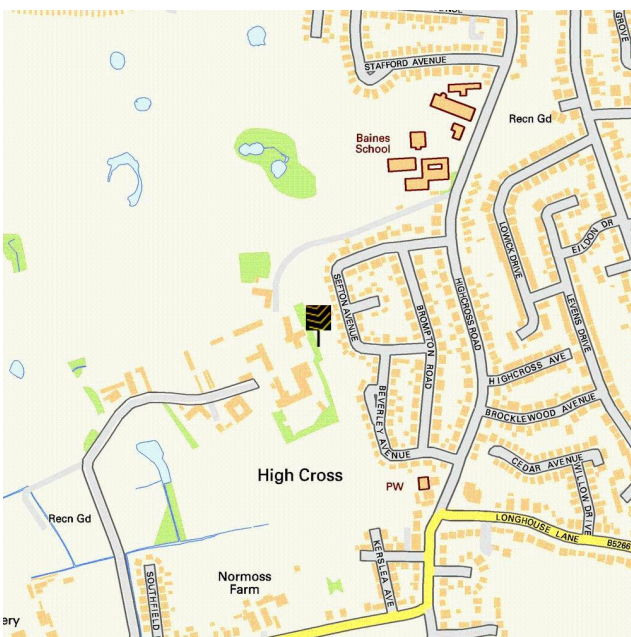 GROVE
STAFFORD AVENUE
Recn Gd
Baines
School
LOWICK DRIVE
EILDON DR
SEFTON AVENUE
BROMPTON ROAD
HIGHCROSS ROAD
LEVENS DRIVE
HIGHCROSS AVE
BEVERLEY AVENUE
BROCKLEWOOD AVENUE
CEDAR AVENUE
WILLOW DRIVE
High Cross
PW
Recn Gd
LONGHOUSE LANE
B5266
KERSLEA AVE
Normoss
Farm
SOUTHFIELD
ery